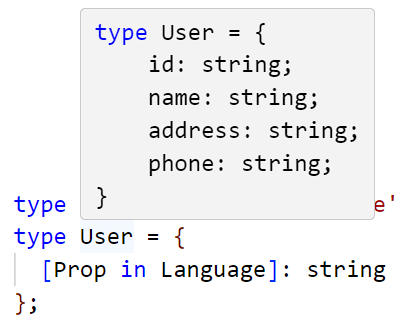 type User = {
id: string;
name: string;
address: string;
phone: string;
}
type e'
type User = {
[Prop in Language]: string
};